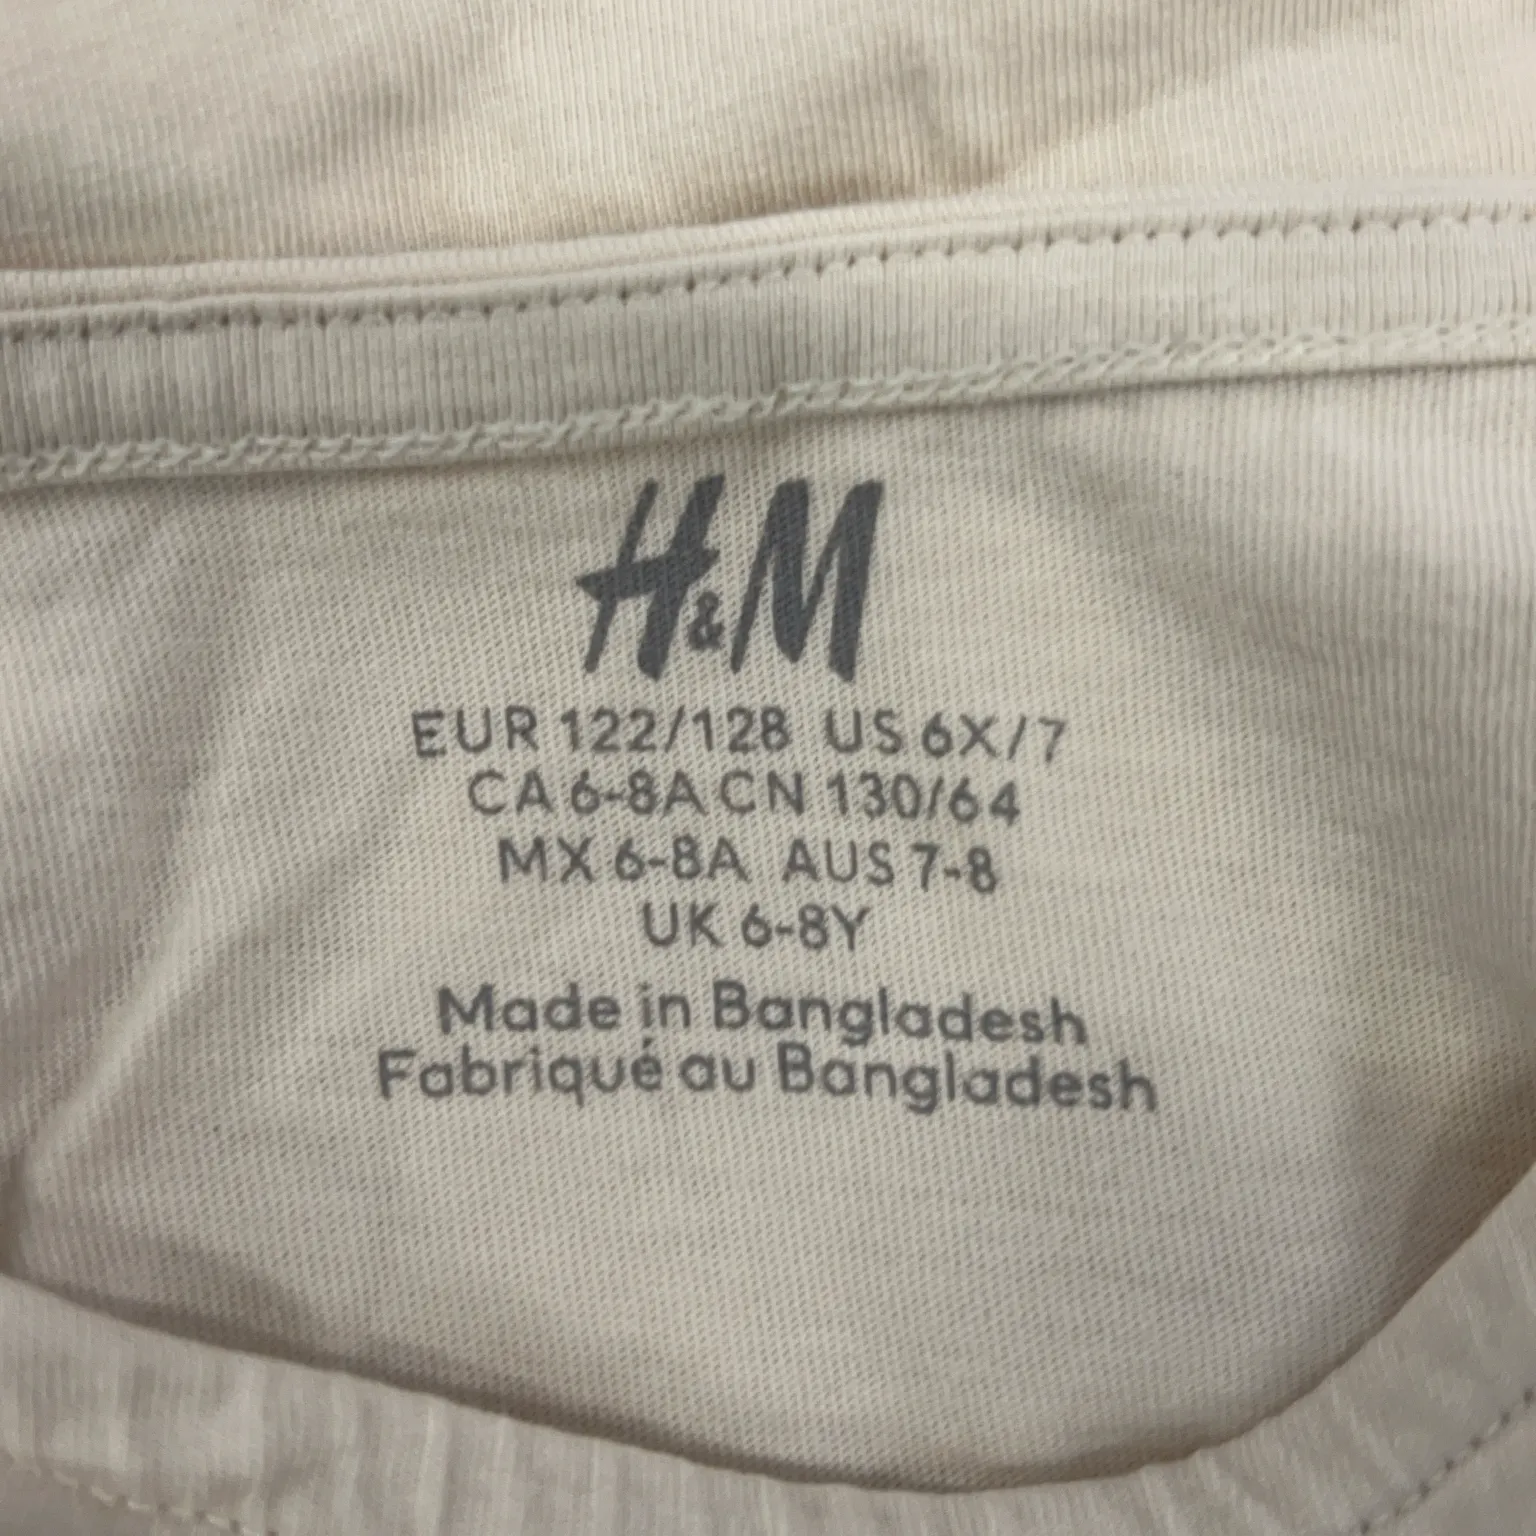 H&M
EUR 122/128 US 6X/7
CA 6-8A CN 130/64
MX 6-8A AUS 7-8
UK 6-8Y
Made in Bangladesh
Fabriqué au Bangladesh